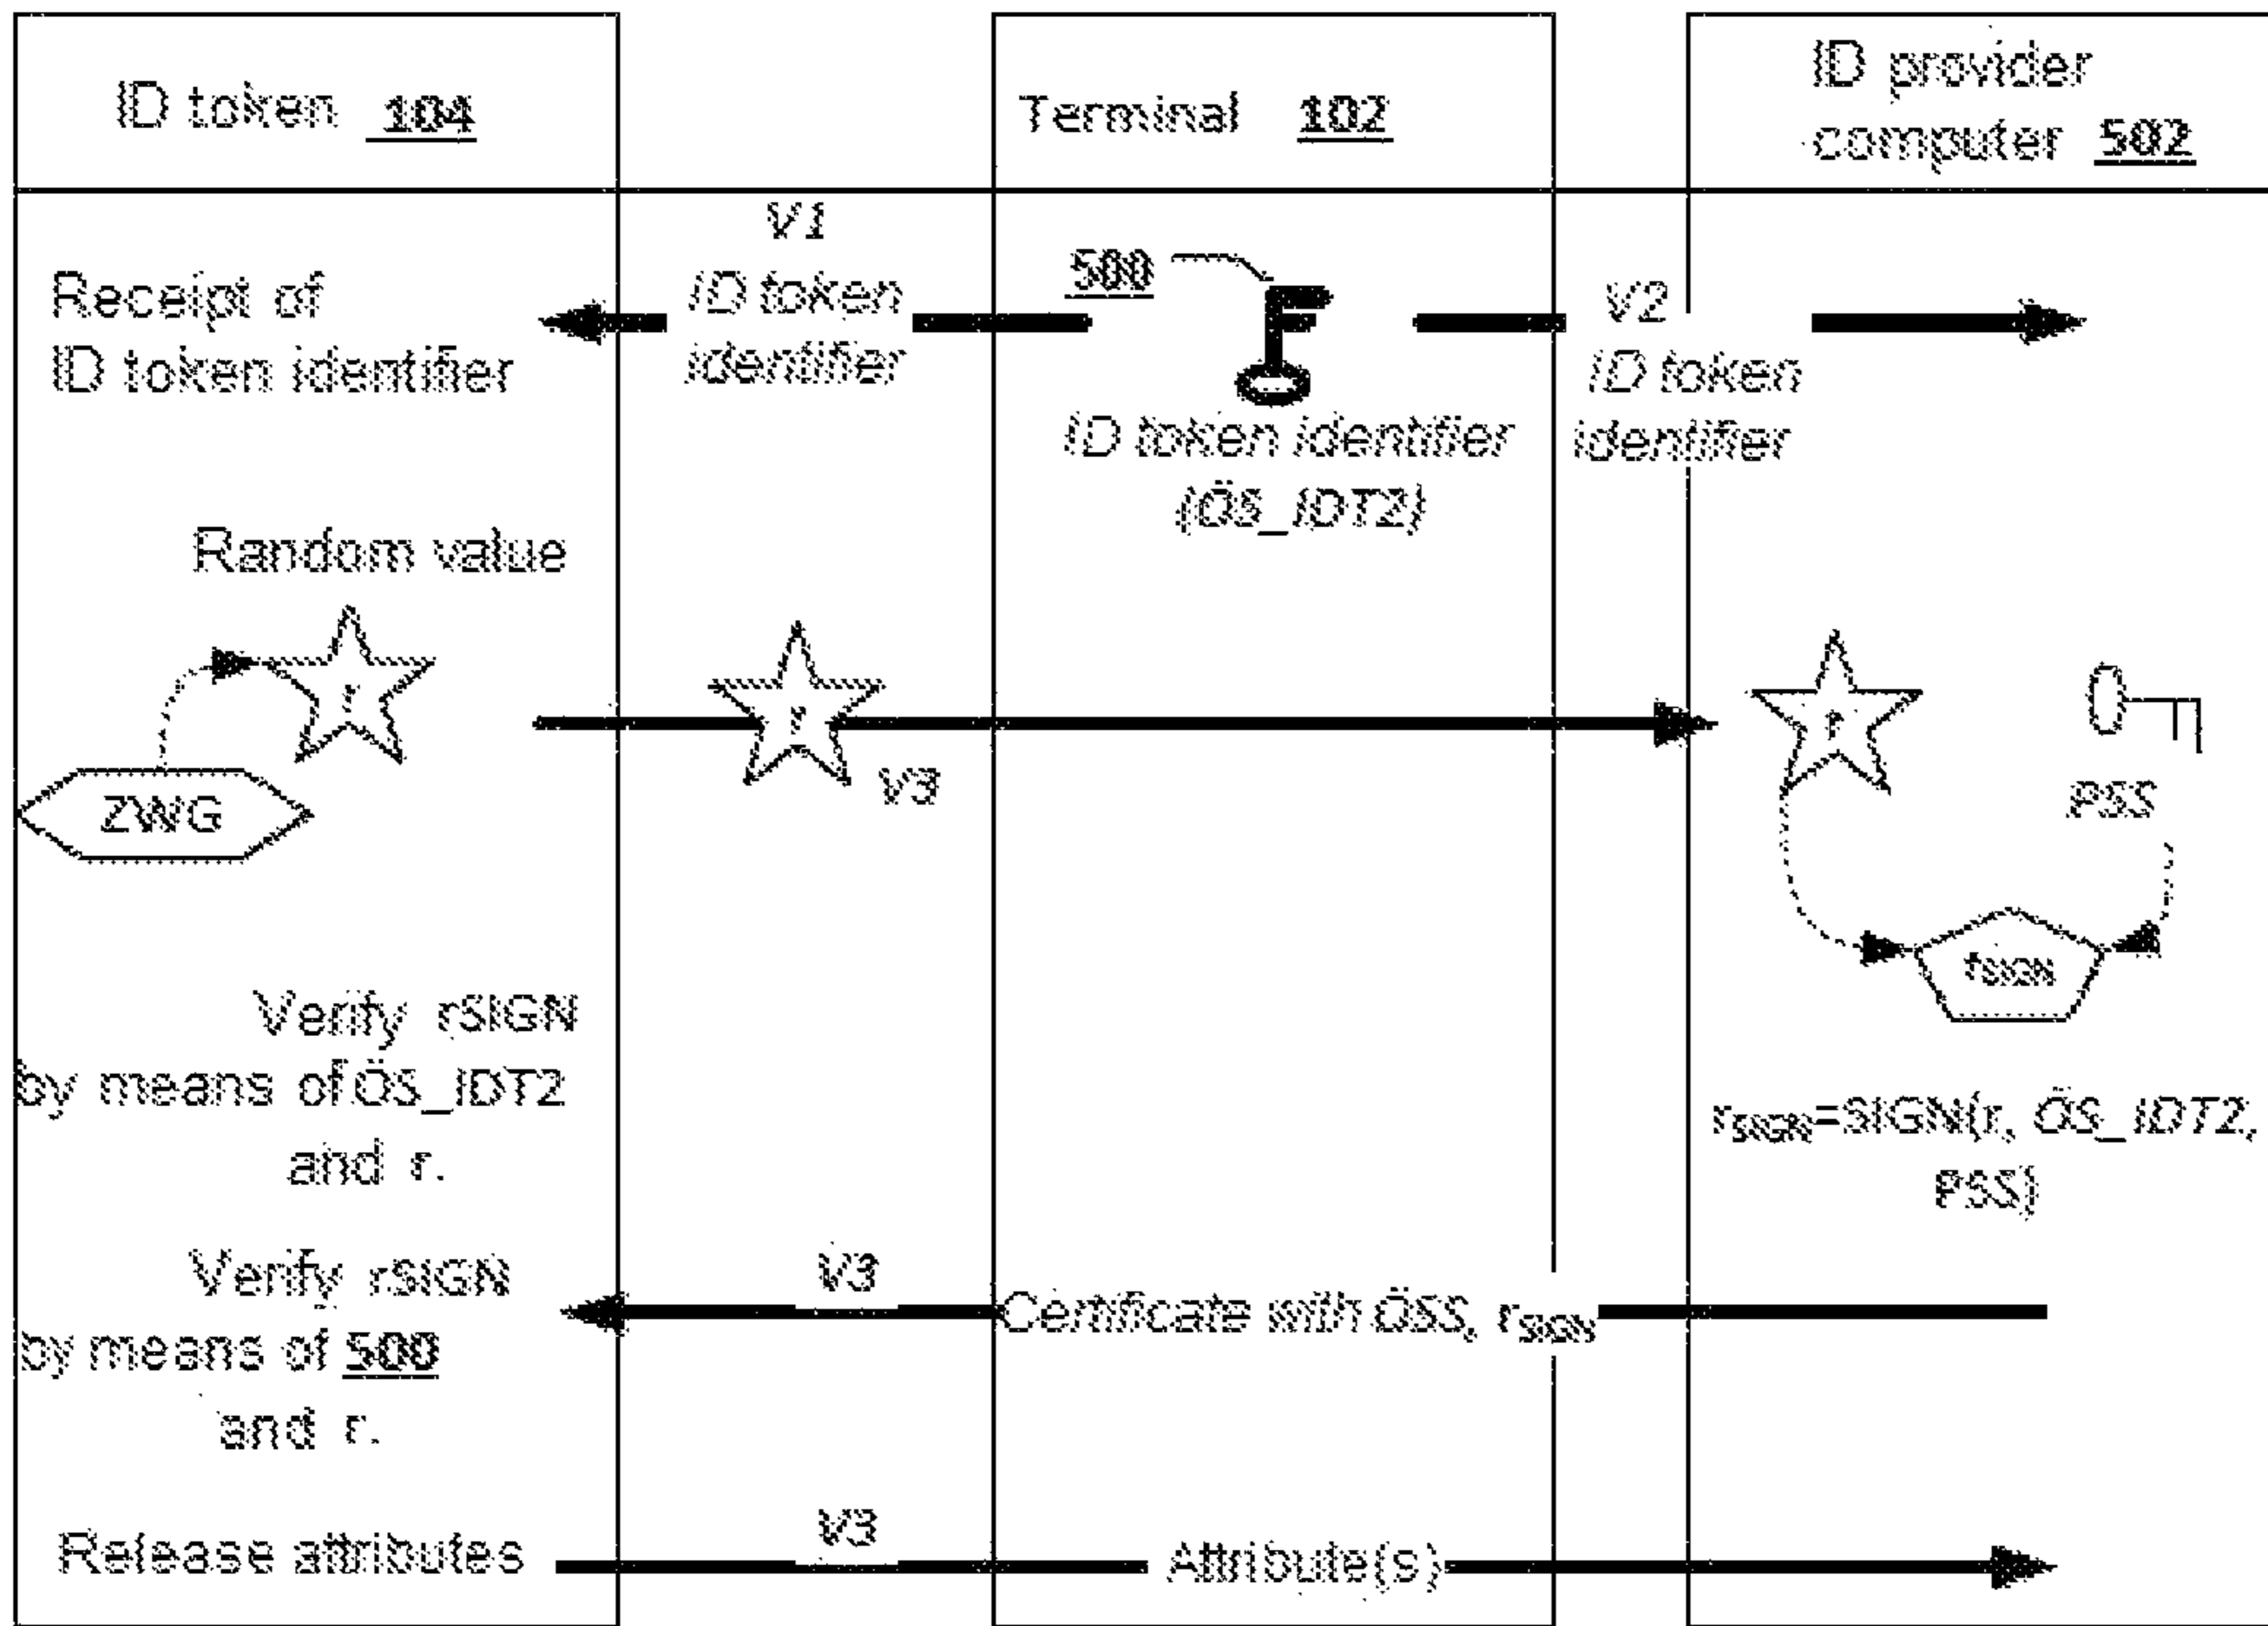 ID token 104
Terminal 102
ID provider
computer 502
Receipt of
ID token identifier
V1
ID token
identifier
500
ID token identifier
(ÖS_IDT2)
V2
ID token
identifier
Random value
r
ZWG
r
V3
r
PSS
rSIGN
Verify rSIGN
by means of ÖS_IDT2
and r.
rSIGN=SIGN(r, ÖS_IDT2,
PSS)
Verify rSIGN
by means of 500
and r.
V3
Certificate with ÖSS, rSIGN
Release attributes
V3
Attribute(s)